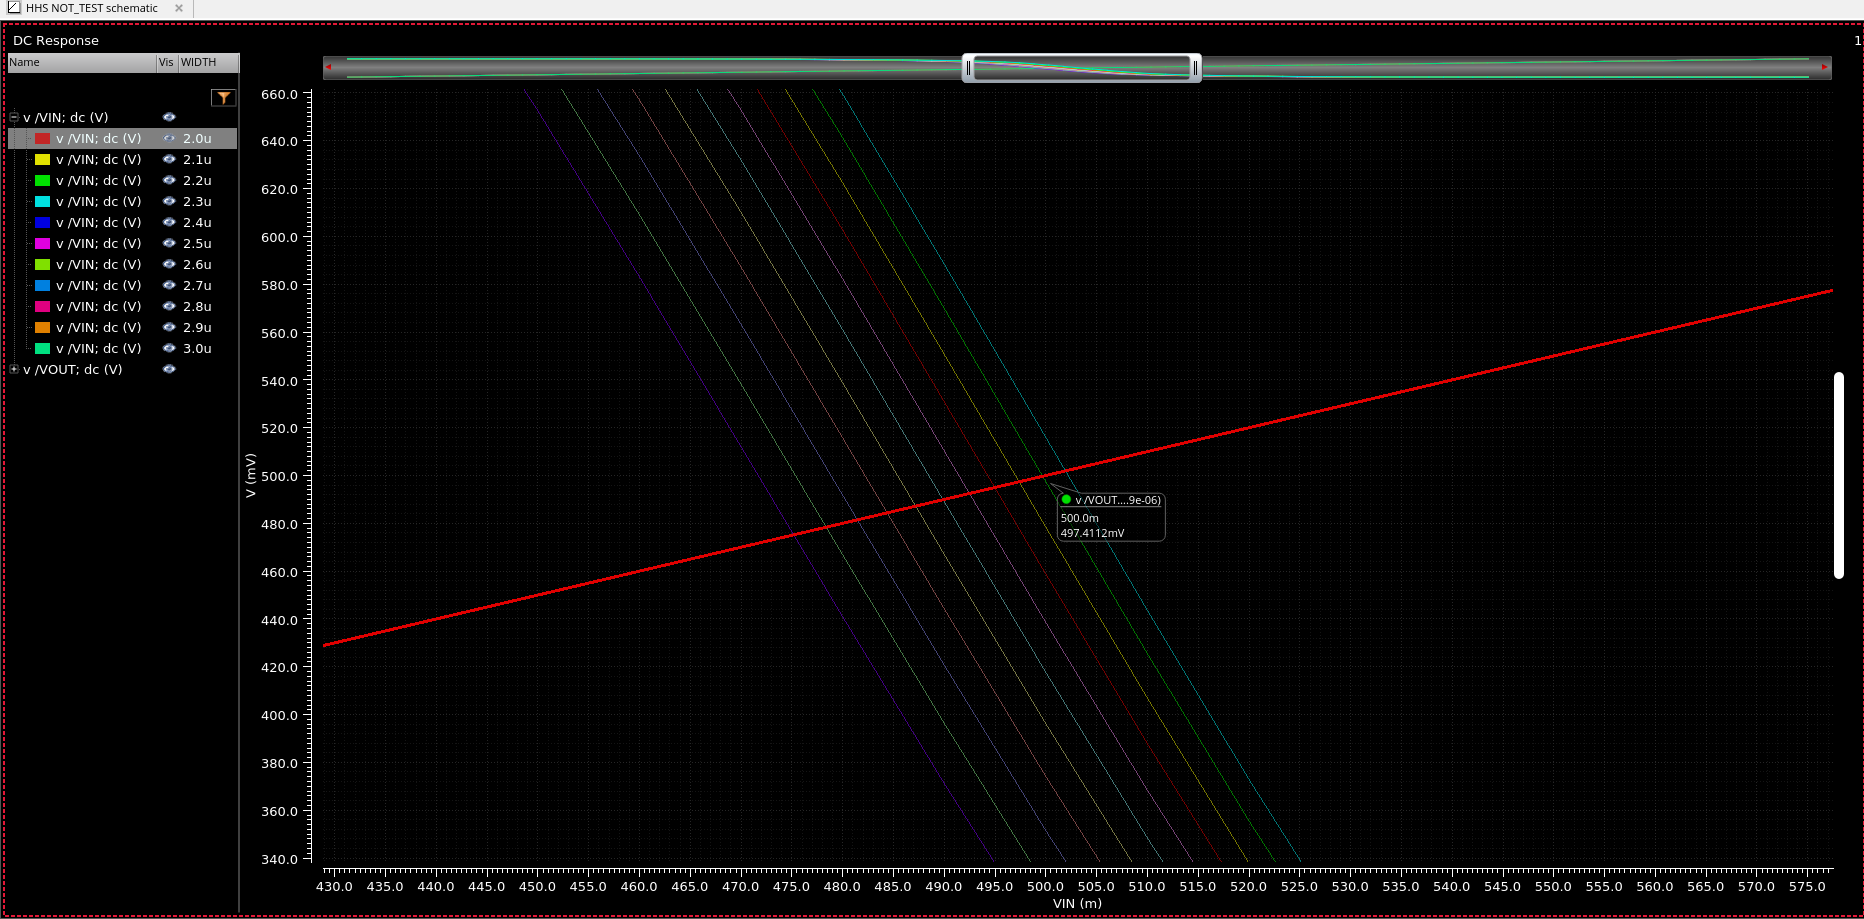 HHS NOT_TEST schematic
DC Response
1
Name Vis WIDTH
v /VIN; dc (V)
v /VIN; dc (V) 2.0u
v /VIN; dc (V) 2.1u
v /VIN; dc (V) 2.2u
v /VIN; dc (V) 2.3u
v /VIN; dc (V) 2.4u
v /VIN; dc (V) 2.5u
v /VIN; dc (V) 2.6u
v /VIN; dc (V) 2.7u
v /VIN; dc (V) 2.8u
v /VIN; dc (V) 2.9u
v /VIN; dc (V) 3.0u
v /VOUT; dc (V)
660.0
640.0
620.0
600.0
580.0
560.0
540.0
520.0
500.0
480.0
460.0
440.0
420.0
400.0
380.0
360.0
340.0
V (mV)
v /VOUT....9e-06)
500.0m
497.4112mV
430.0 435.0 440.0 445.0 450.0 455.0 460.0 465.0 470.0 475.0 480.0 485.0 490.0 495.0 500.0 505.0 510.0 515.0 520.0 525.0 530.0 535.0 540.0 545.0 550.0 555.0 560.0 565.0 570.0 575.0
VIN (m)